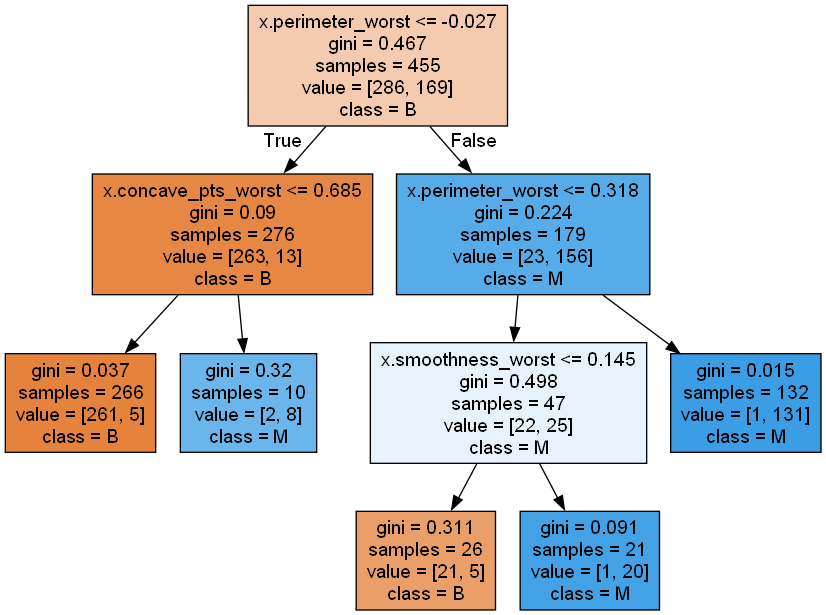 x.perimeter_worst <= -0.027
gini = 0.467
samples = 455
value = [286, 169]
class = B
True
False
x.concave_pts_worst <= 0.685
gini = 0.09
samples = 276
value = [263, 13]
class = B
x.perimeter_worst <= 0.318
gini = 0.224
samples = 179
value = [23, 156]
class = M
gini = 0.037
samples = 266
value = [261, 5]
class = B
gini = 0.32
samples = 10
value = [2, 8]
class = M
x.smoothness_worst <= 0.145
gini = 0.498
samples = 47
value = [22, 25]
class = M
gini = 0.015
samples = 132
value = [1, 131]
class = M
gini = 0.311
samples = 26
value = [21, 5]
class = B
gini = 0.091
samples = 21
value = [1, 20]
class = M